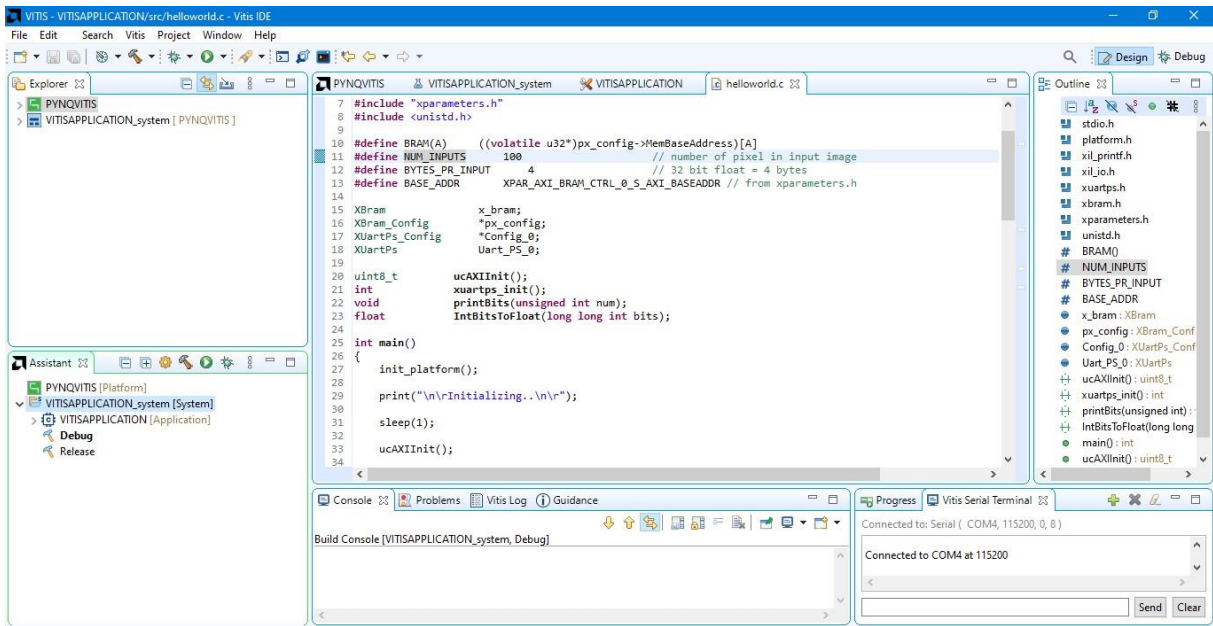 VITIS - VITISAPPLICATION/src/helloworld.c - Vitis IDE
File Edit Search Vitis Project Window Help
Design Debug
Explorer
PYNQVITIS
VITISAPPLICATION_system [ PYNQVITIS ]
Assistant
PYNQVITIS [Platform]
VITISAPPLICATION_system [System]
VITISAPPLICATION [Application]
Debug
Release
PYNQVITIS VITISAPPLICATION_system VITISAPPLICATION helloworld.c
7 #include "xparameters.h"
8 #include <unistd.h>
9
10 #define BRAM(A) ((volatile u32*)px_config->MemBaseAddress)[A]
11 #define NUM_INPUTS 100 // number of pixel in input image
12 #define BYTES_PR_INPUT 4 // 32 bit float = 4 bytes
13 #define BASE_ADDR XPAR_AXI_BRAM_CTRL_0_S_AXI_BASEADDR // from xparameters.h
14
15 XBram x_bram;
16 XBram_Config *px_config;
17 XUartPs_Config *Config_0;
18 XUartPs Uart_PS_0;
19
20 uint8_t ucAXIInit();
21 int xuartps_init();
22 void printBits(unsigned int num);
23 float IntBitsToFloat(long long int bits);
24
25 int main()
26 {
27 init_platform();
28
29 print("\n\rInitializing..\n\r");
30
31 sleep(1);
32
33 ucAXIInit();
34
Outline
stdio.h
platform.h
xil_printf.h
xil_io.h
xuartps.h
xbram.h
xparameters.h
unistd.h
BRAM()
NUM_INPUTS
BYTES_PR_INPUT
BASE_ADDR
x_bram : XBram
px_config : XBram_Conf
Config_0 : XUartPs_Conf
Uart_PS_0 : XUartPs
ucAXIInit() : uint8_t
xuartps_init() : int
printBits(unsigned int) :
IntBitsToFloat(long long
main() : int
ucAXIInit() : uint8_t
Console Problems Vitis Log Guidance
Build Console [VITISAPPLICATION_system, Debug]
Progress Vitis Serial Terminal
Connected to: Serial ( COM4, 115200, 0, 8 )
Connected to COM4 at 115200
Send Clear